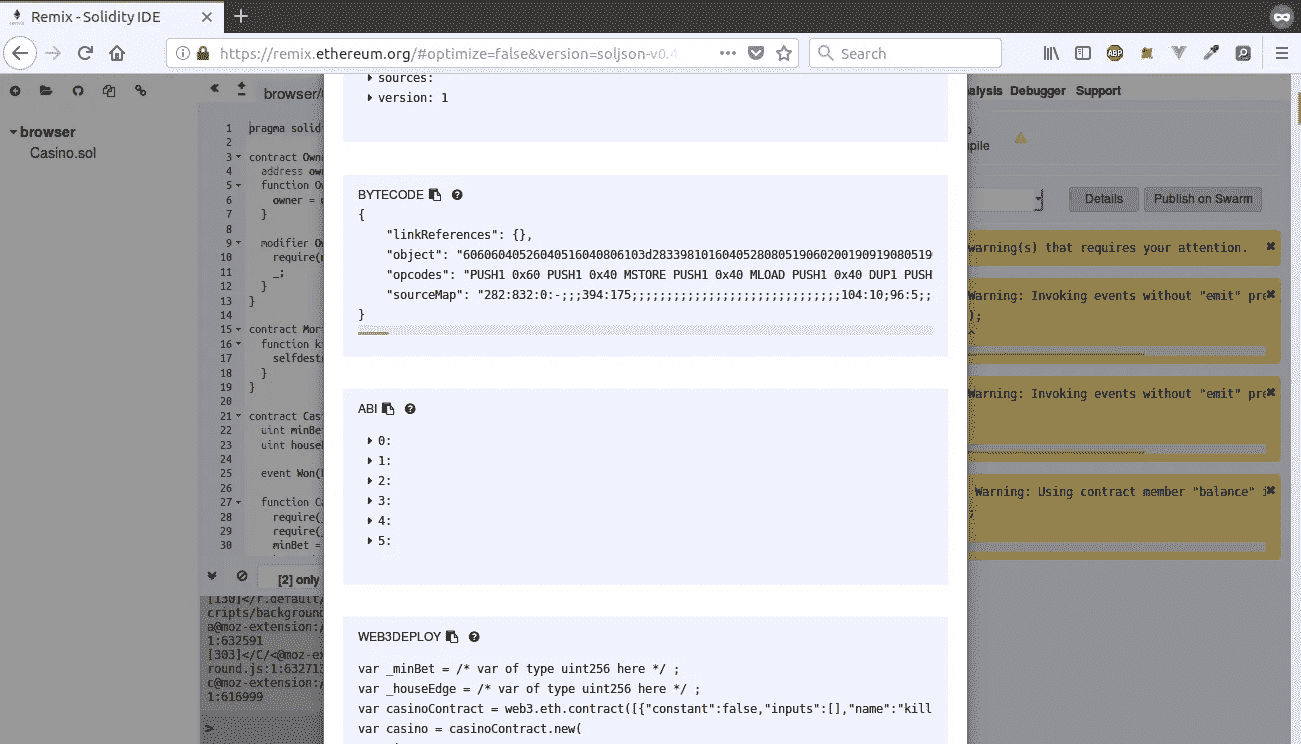 Remix - Solidity IDE
https://remix.ethereum.org/#optimize=false&version=soljson-v0.4
Search
ABP
browser/
alysis Debugger Support
browser
Casino.sol
1 pragma solid
2
3 contract Own
4 address own
5 function O
6 owner =
7 }
8
9 modifier Ow
10 require(
11 _;
12 }
13 }
14
15 contract Mor
16 function k
17 selfdest
18 }
19 }
20
21 contract Cas
22 uint minBe
23 uint house
24
25 event Won(
26
27 function Ca
28 require(
29 require(
30 minBet =
[2] only
[130]</r.default/
cripts/background
a@moz-extension:/
1:632591
[303]</C/<@moz-ex
round.js:1:632713
c@moz-extension:/
1:616999
>
sources:
version: 1
BYTECODE
{
"linkReferences": {},
"object": "606060405260405160408061
"opcodes": "PUSH1 0x60 PUSH1 0x40 MSTORE PUSH1 0x40 MLOAD PUSH1 0x40 DUP1 PUSH
"sourceMap": "282:832:0:-;;;394:175;;;;;;;;;;;;;;;;;;;;;;;;;;;;;;104:10;96:5;;
}
ABI
0:
1:
2:
3:
4:
5:
WEB3DEPLOY
var _minBet = /* var of type uint256 here */ ;
var _houseEdge = /* var of type uint256 here */ ;
var casinoContract = web3.eth.contract([{"constant":false,"inputs":[],"name":"kill
var casino = casinoContract.new(
pile
Details
Publish on Swarm
warning(s) that requires your attention.
Warning: Invoking events without "emit" pre
);
^
Warning: Invoking events without "emit" pre
Warning: Using contract member "balance" i